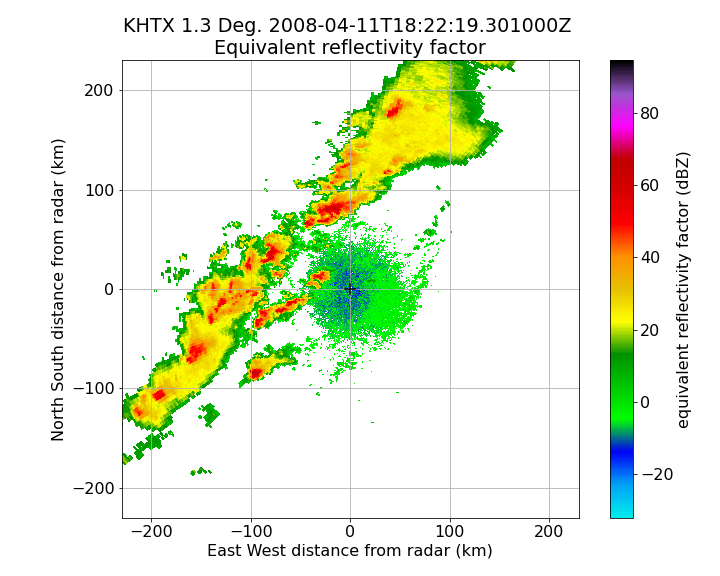 KHTX 1.3 Deg. 2008-04-11T18:22:19.301000Z
Equivalent reflectivity factor
200
100
0
−100
−200
North South distance from radar (km)
−200 −100 0 100 200
East West distance from radar (km)
80
60
40
20
0
−20
equivalent reflectivity factor (dBZ)